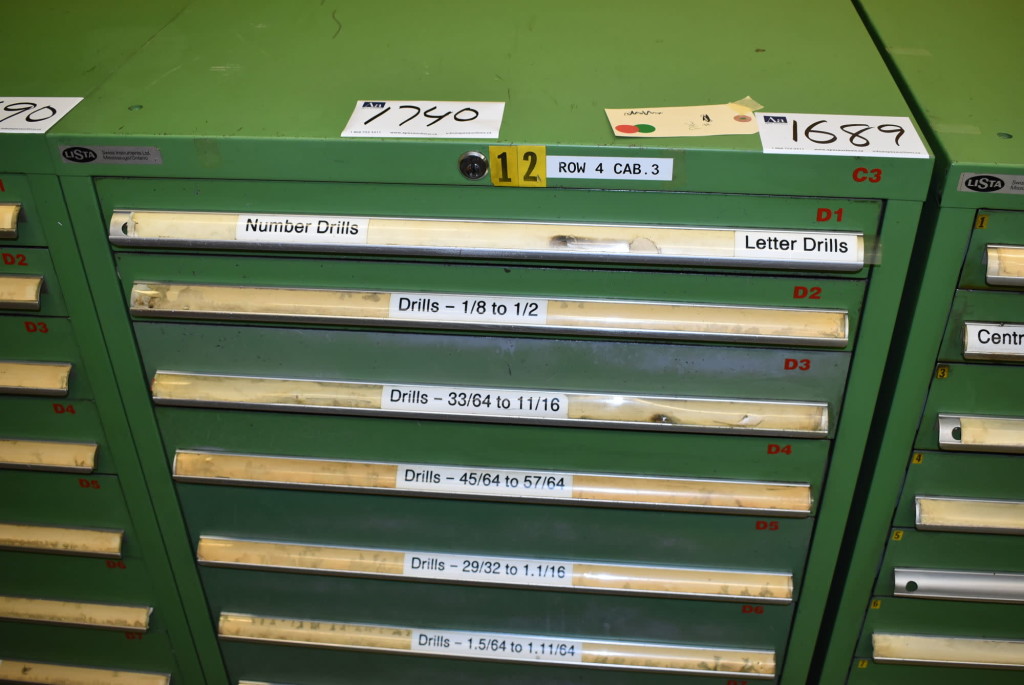 90
1740
1689
LISTA
12
ROW 4 CAB.3
C3
LISTA
D1
Number Drills
Letter Drills
1
D2
D2
Drills - 1/8 to 1/2
D3
D3
Drills - 33/64 to 11/16
Centr
3
D4
D4
Drills - 45/64 to 57/64
4
D5
D5
Drills - 29/32 to 1.1/16
5
D6
D6
Drills - 1.5/64 to 1.11/64
6
D7
7